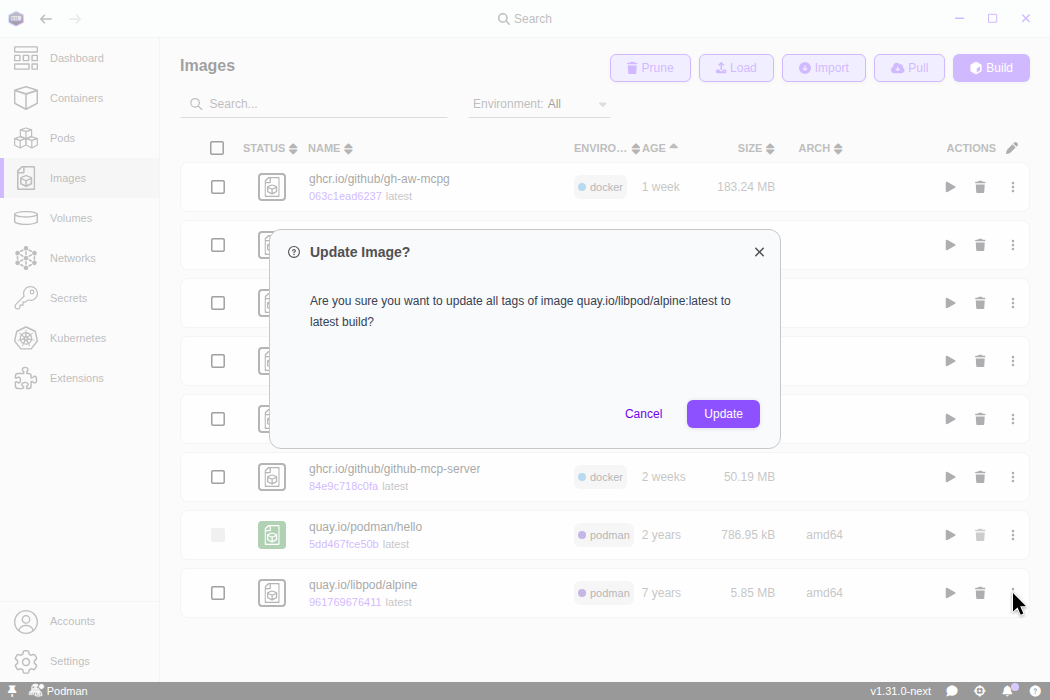 Search
Dashboard
Containers
Pods
Images
Volumes
Networks
Secrets
Kubernetes
Extensions
Accounts
Settings
Images
Prune
Load
Import
Pull
Build
Search...
Environment: All
STATUS NAME ENVIRO... AGE SIZE ARCH ACTIONS
ghcr.io/github/gh-aw-mcpg
063c1ead6237 latest
docker 1 week 183.24 MB
Update Image?
Are you sure you want to update all tags of image quay.io/libpod/alpine:latest to
latest build?
Cancel
Update
ghcr.io/github/github-mcp-server
84e9c718c0fa latest
docker 2 weeks 50.19 MB
quay.io/podman/hello
5dd467fce50b latest
podman 2 years 786.95 kB amd64
quay.io/libpod/alpine
961769676411 latest
podman 7 years 5.85 MB amd64
Podman
v1.31.0-next